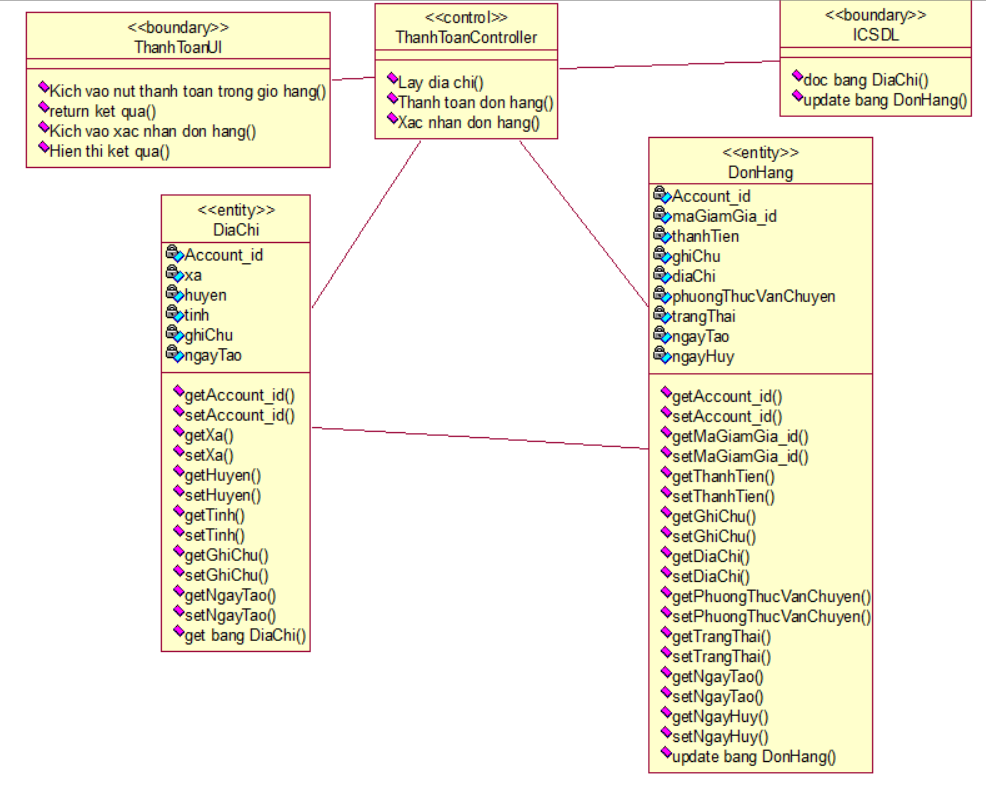 <<boundary>>
ThanhToanUI
Kich vao nut thanh toan trong gio hang()
return ket qua()
Kich vao xac nhan don hang()
Hien thi ket qua()
<<control>>
ThanhToanController
Lay dia chi()
Thanh toan don hang()
Xac nhan don hang()
<<boundary>>
ICSDL
doc bang DiaChi()
update bang DonHang()
<<entity>>
DiaChi
Account_id
xa
huyen
tinh
ghiChu
ngayTao
getAccount_id()
setAccount_id()
getXa()
setXa()
getHuyen()
setHuyen()
getTinh()
setTinh()
getGhiChu()
setGhiChu()
getNgayTao()
setNgayTao()
get bang DiaChi()
<<entity>>
DonHang
Account_id
maGiamGia_id
thanhTien
ghiChu
diaChi
phuongThucVanChuyen
trangThai
ngayTao
ngayHuy
getAccount_id()
setAccount_id()
getMaGiamGia_id()
setMaGiamGia_id()
getThanhTien()
setThanhTien()
getGhiChu()
setGhiChu()
getDiaChi()
setDiaChi()
getPhuongThucVanChuyen()
setPhuongThucVanChuyen()
getTrangThai()
setTrangThai()
getNgayTao()
setNgayTao()
getNgayHuy()
setNgayHuy()
update bang DonHang()